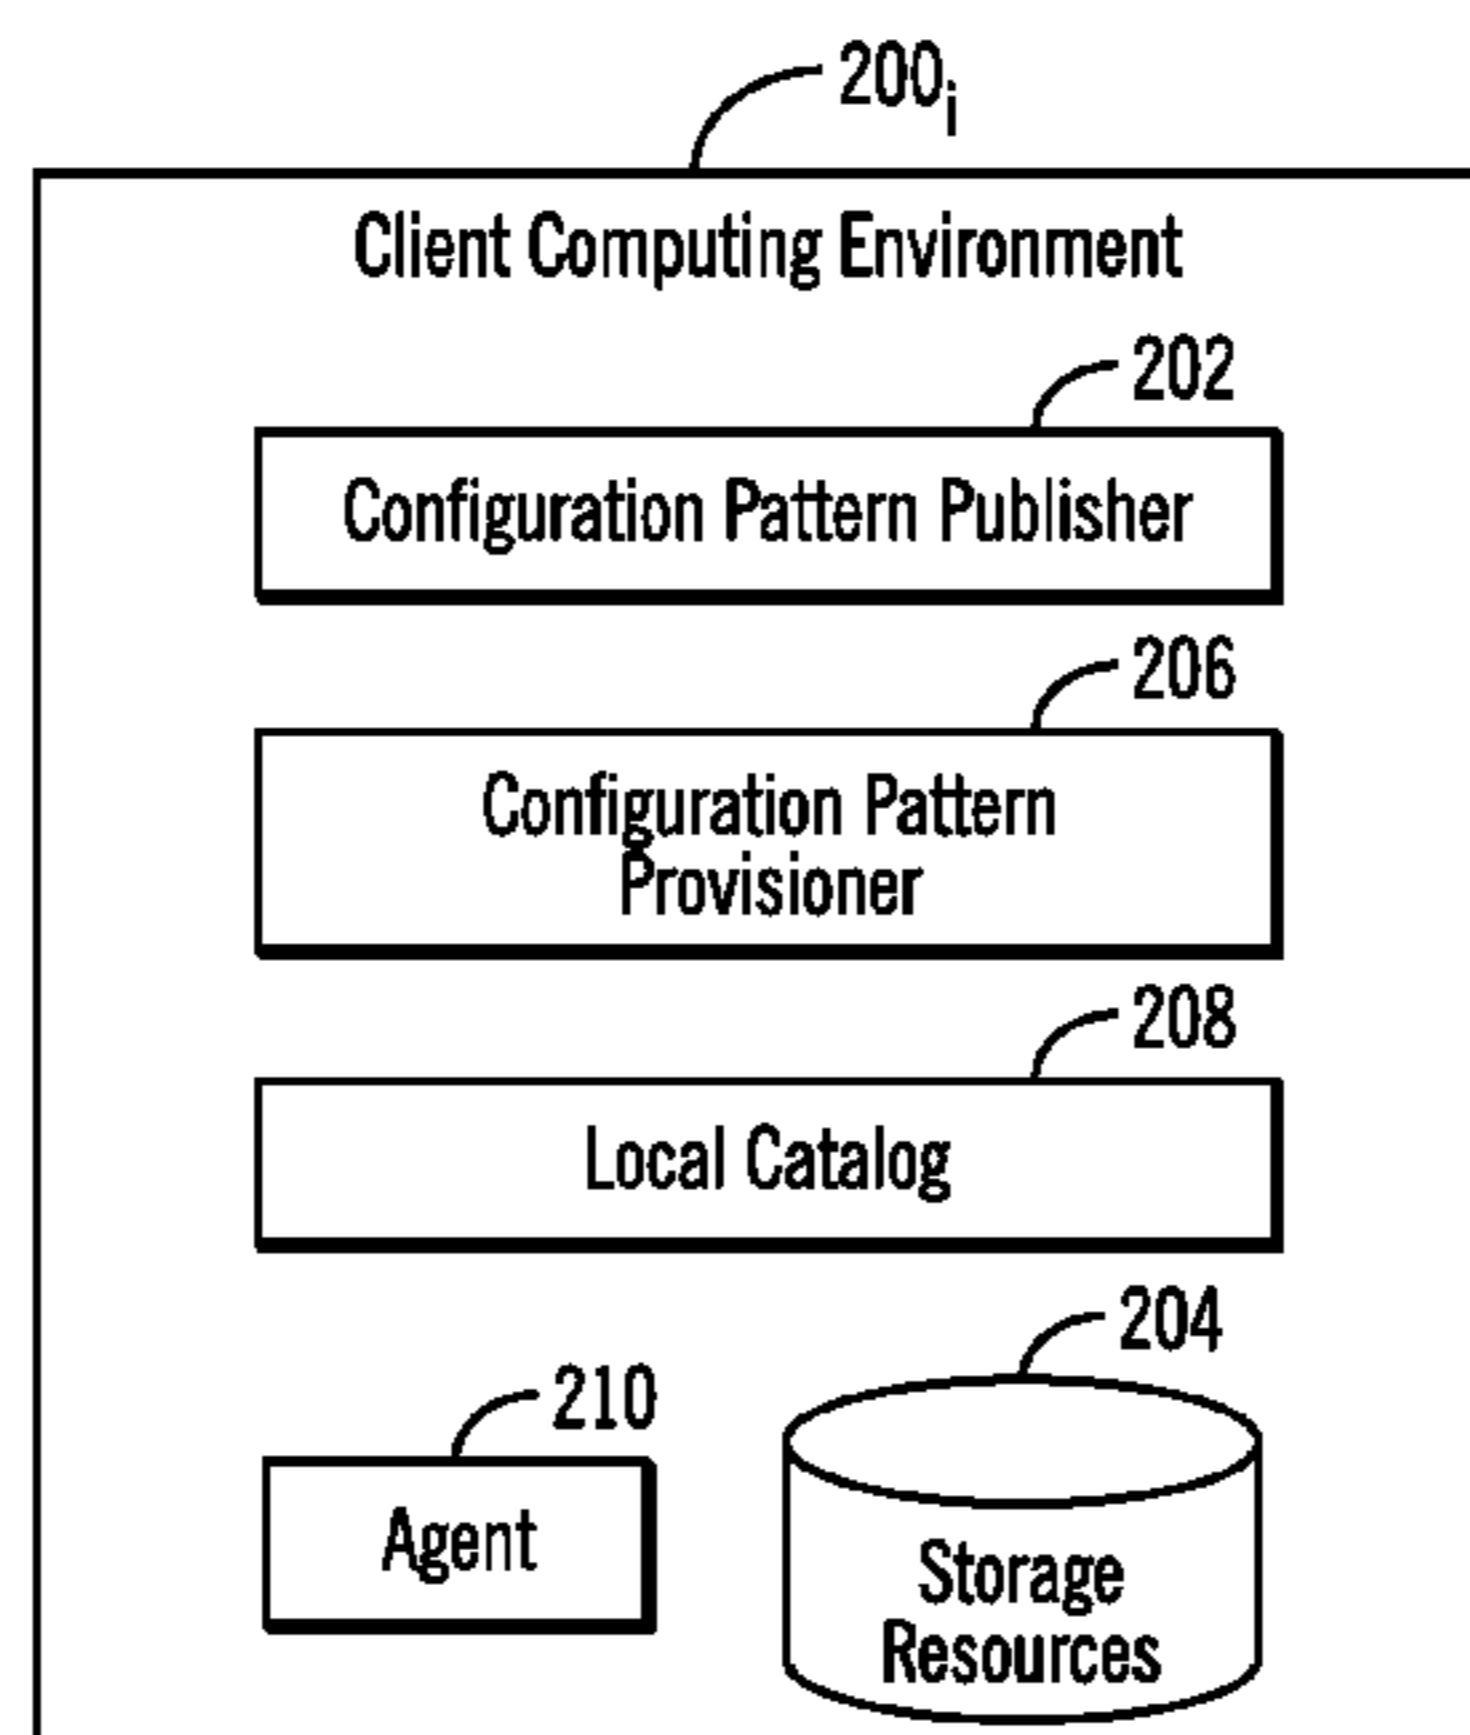 200i
Client Computing Environment
202
Configuration Pattern Publisher
206
Configuration Pattern
Provisioner
208
Local Catalog
204
210
Agent
Storage
Resources